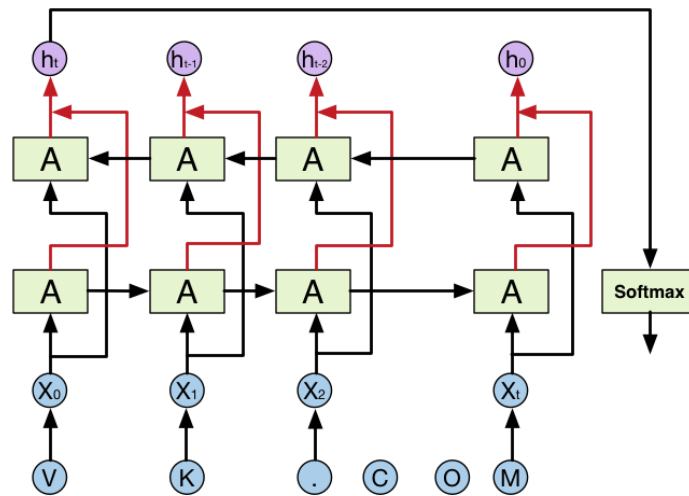 hₜ hₜ₋₁ hₜ₋₂ h₀
A A A A
A A A A Softmax
X₀ X₁ X₂ Xₜ
V K . C O M